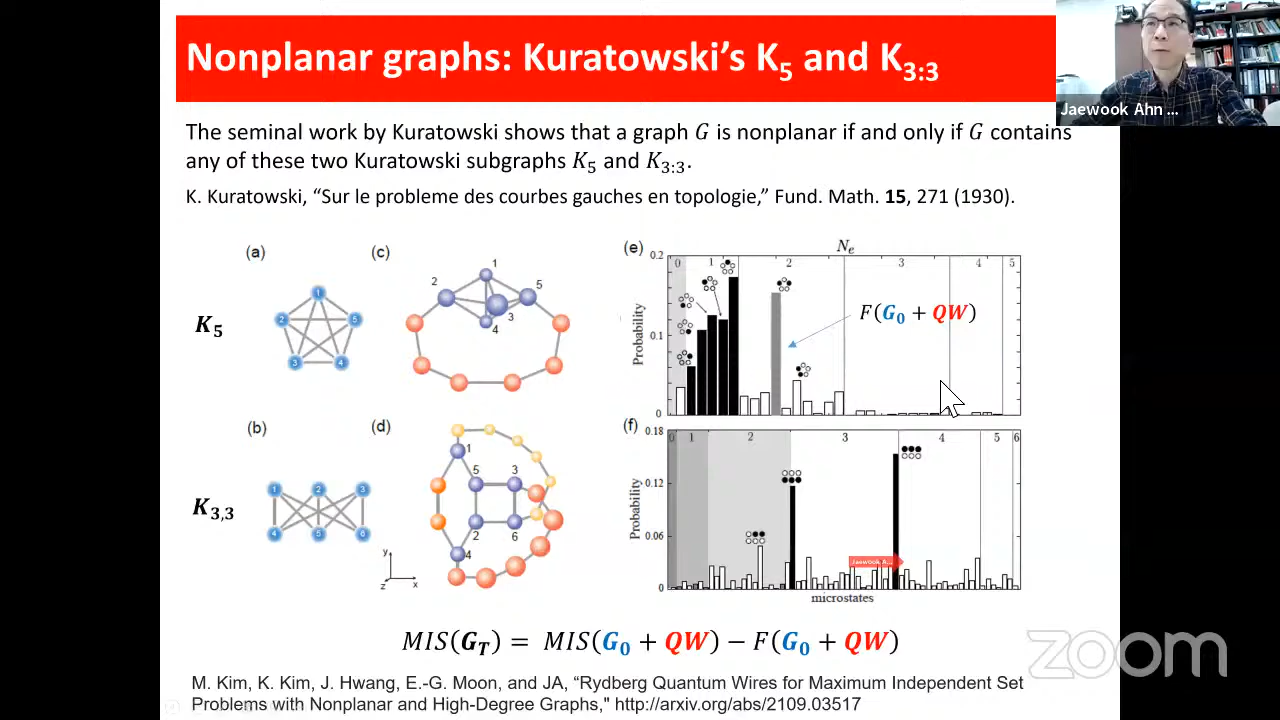 Nonplanar graphs: Kuratowski's K5 and K3:3
Jaewook Ahn ...
The seminal work by Kuratowski shows that a graph G is nonplanar if and only if G contains
any of these two Kuratowski subgraphs K5 and K3:3.
K. Kuratowski, "Sur le probleme des courbes gauches en topologie," Fund. Math. 15, 271 (1930).
(a)
K5
1
2
5
3
4
(c)
1
2
5
3
4
(e)
Ne
0 1 2 3 4 5
0.2
0.1
0
Probability
F(G0 + QW)
(b)
K3,3
1 2 3
4 5 6
(d)
1
5 3
2 6
4
y
z x
(f)
0 1 2 3 4 5 6
0.18
0.12
0.06
0
Probability
Jaewook A...
microstates
MIS(GT) = MIS(G0 + QW) − F(G0 + QW)
zoom
M. Kim, K. Kim, J. Hwang, E.-G. Moon, and JA, "Rydberg Quantum Wires for Maximum Independent Set
Problems with Nonplanar and High-Degree Graphs," http://arxiv.org/abs/2109.03517